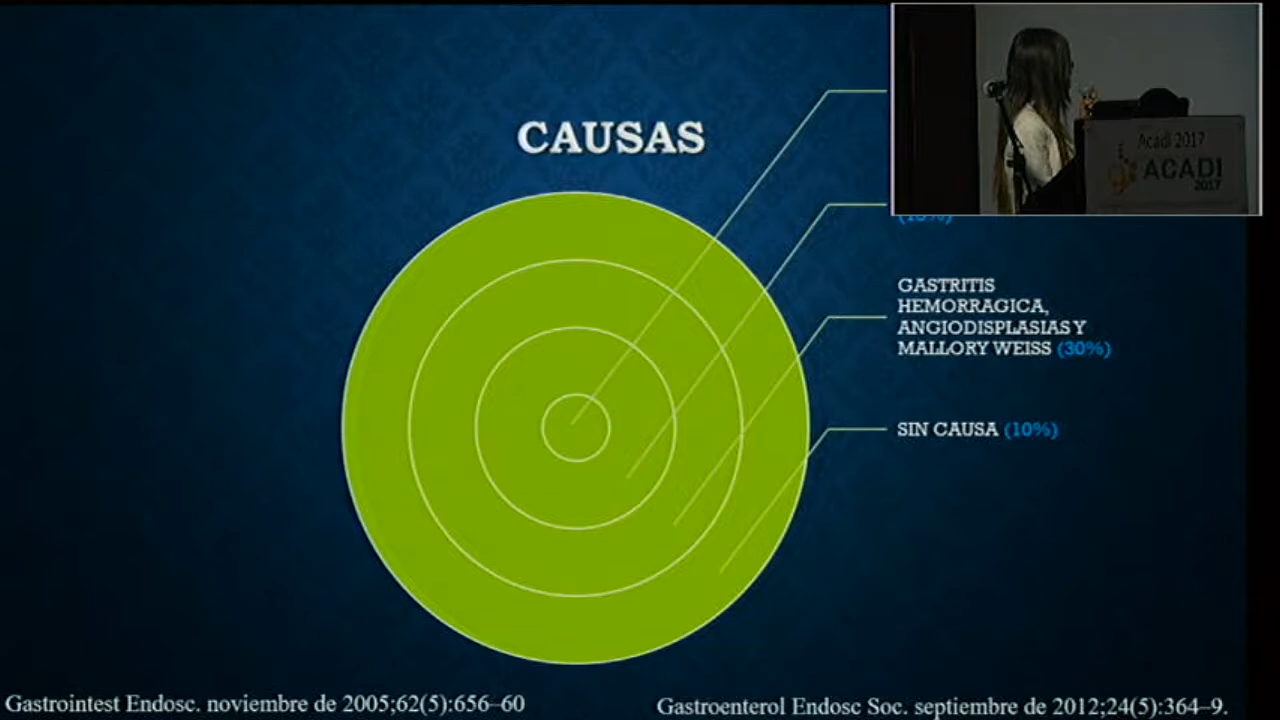 CAUSAS
Acadi 2017
ACADI
2017
GASTRITIS
HEMORRAGICA,
ANGIODISPLASIAS Y
MALLORY WEISS (30%)
SIN CAUSA (10%)
Gastrointest Endosc. noviembre de 2005;62(5):656–60
Gastroenterol Endosc Soc. septiembre de 2012;24(5):364–9.